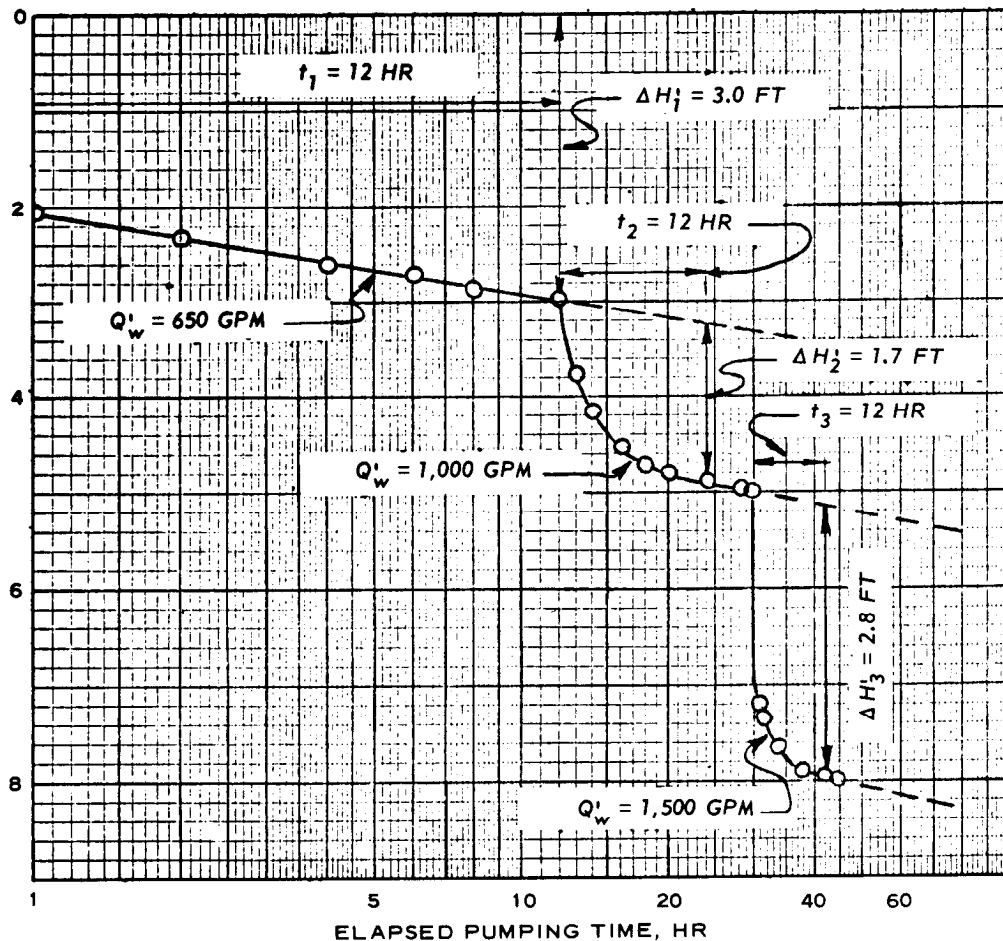 0
t₁ = 12 HR
ΔH'₁ = 3.0 FT
2
t₂ = 12 HR
Q'w = 650 GPM
ΔH'₂ = 1.7 FT
4
t₃ = 12 HR
Q'w = 1,000 GPM
6
ΔH'₃ = 2.8 FT
8
Q'w = 1,500 GPM
1 5 10 20 40 60
ELAPSED PUMPING TIME, HR